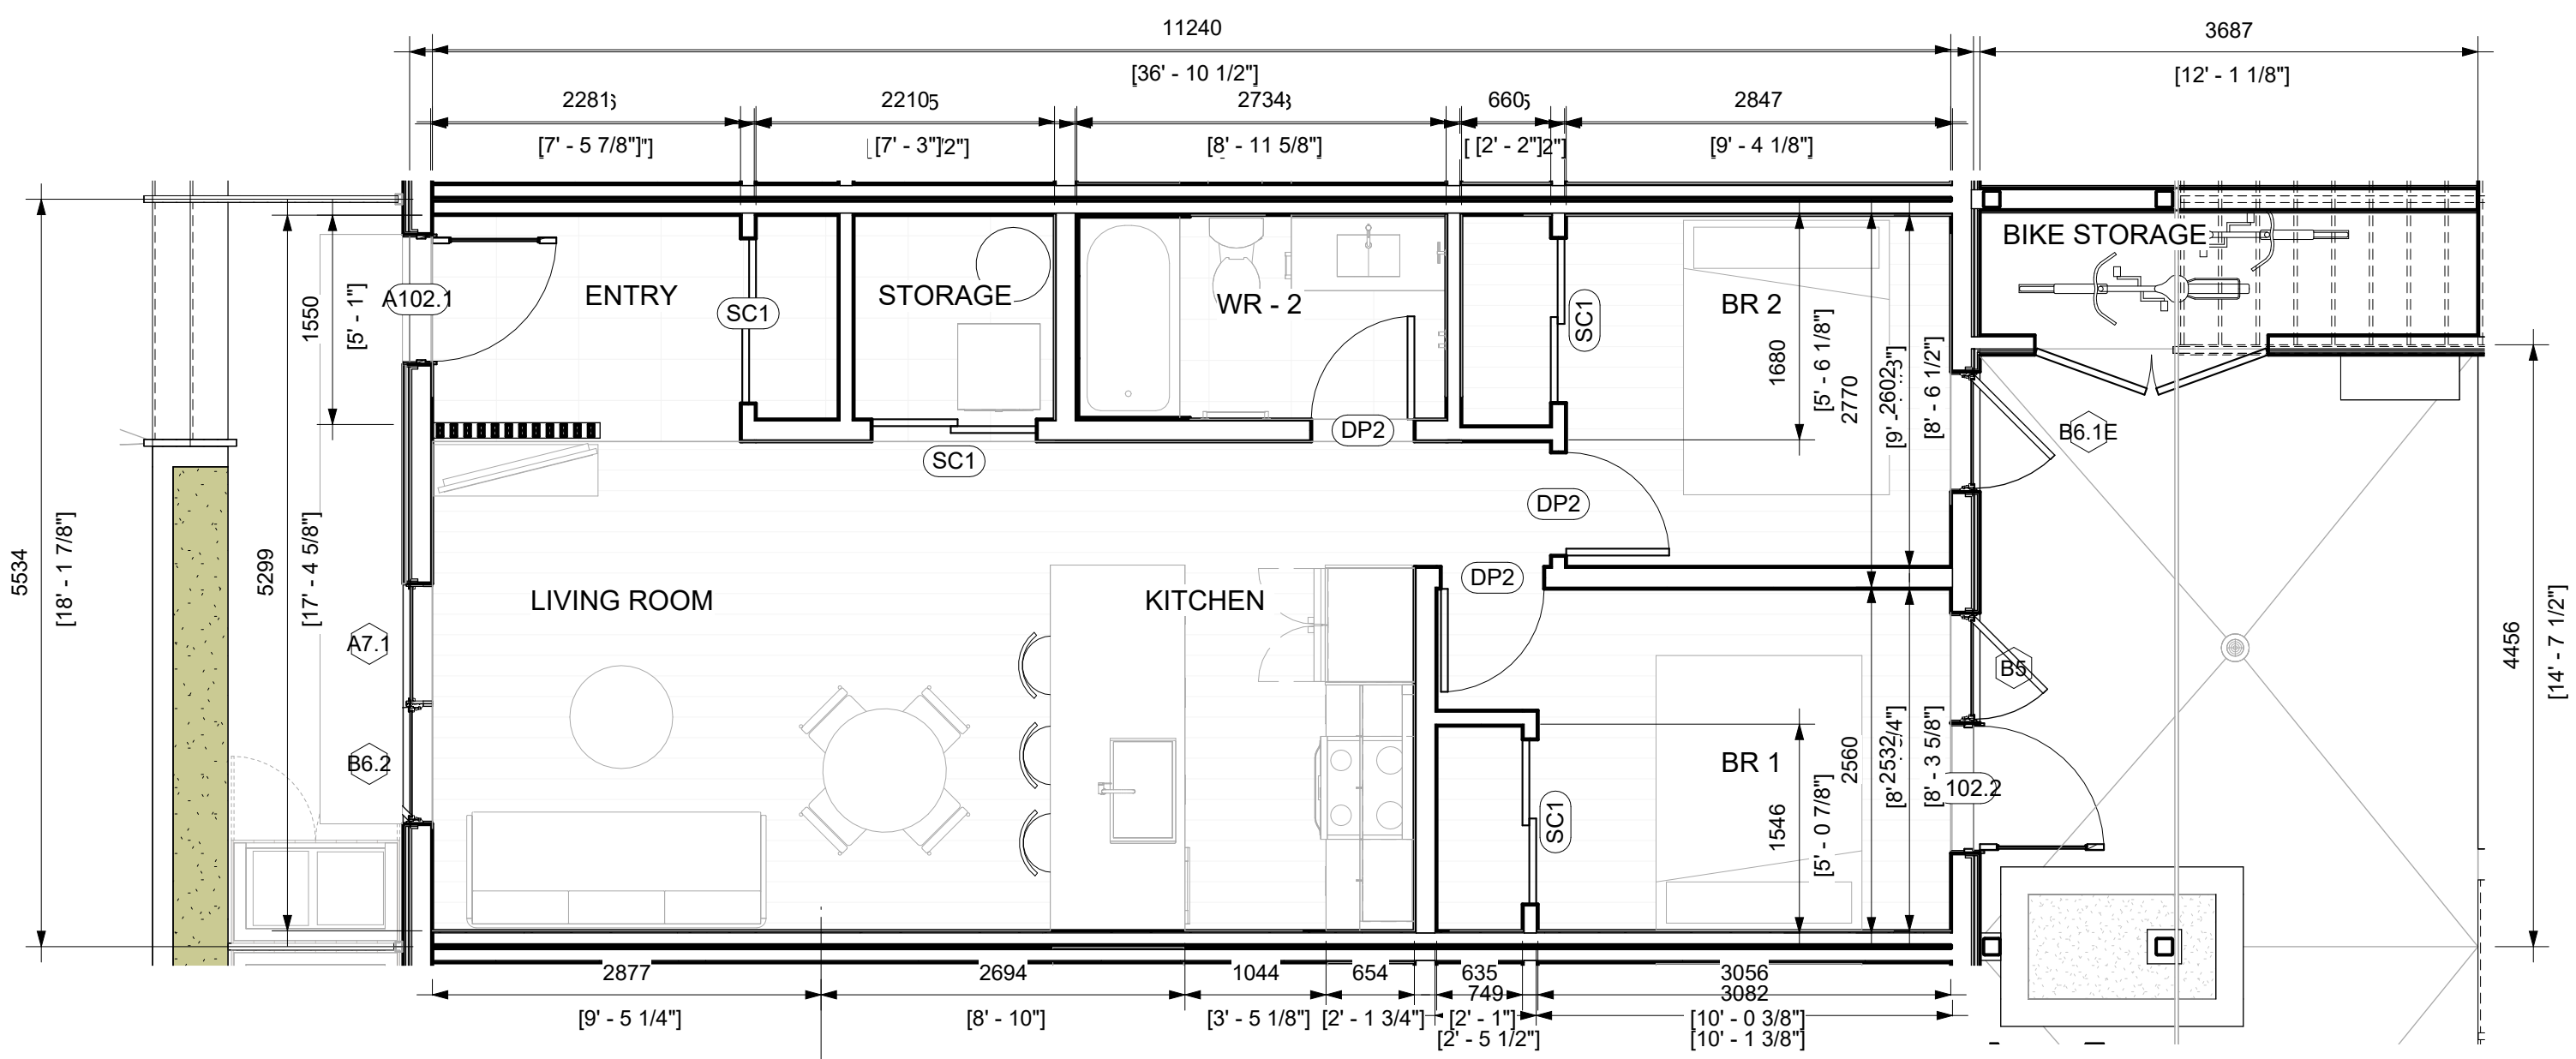 11240
[36' - 10 1/2"]
3687
[12' - 1 1/8"]
2281
2210
2734
660
2847
[7' - 5 7/8"]
[7' - 3"]
[8' - 11 5/8"]
[2' - 2"]
[9' - 4 1/8"]
BIKE STORAGE
ENTRY
STORAGE
WR - 2
BR 2
A102.1
SC1
SC1
1550
[5' - 1"]
1680
[5' - 6 1/8"]
2770
2602
[8' - 6 1/2"]
DP2
B6.1E
SC1
DP2
5534
[18' - 1 7/8"]
5299
[17' - 4 5/8"]
DP2
LIVING ROOM
KITCHEN
A7.1
B5
4456
[14' - 7 1/2"]
B6.2
BR 1
102.2
SC1
1546
[5' - 0 7/8"]
2560
2532
[8' - 3 5/8"]
2877
2694
1044
654
635
3056
749
3082
[9' - 5 1/4"]
[8' - 10"]
[3' - 5 1/8"]
[2' - 1 3/4"]
[2' - 1"]
[10' - 0 3/8"]
[2' - 5 1/2"]
[10' - 1 3/8"]